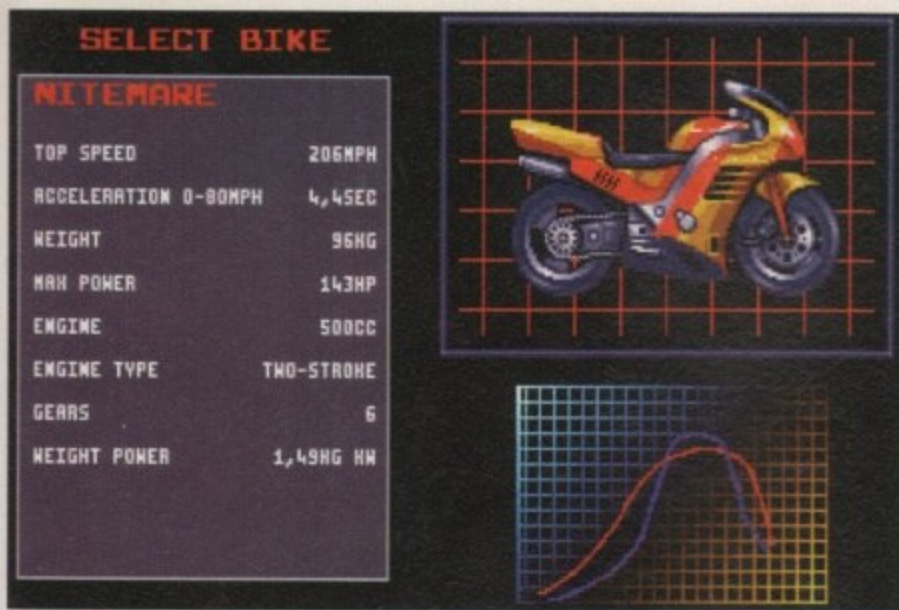 SELECT BIKE
NITEMARE
TOP SPEED 206MPH
ACCELERATION 0-80MPH 4,4SEC
WEIGHT 96KG
MAX POWER 143HP
ENGINE 500CC
ENGINE TYPE TWO-STROKE
GEARS 6
WEIGHT POWER 1,49KG KW